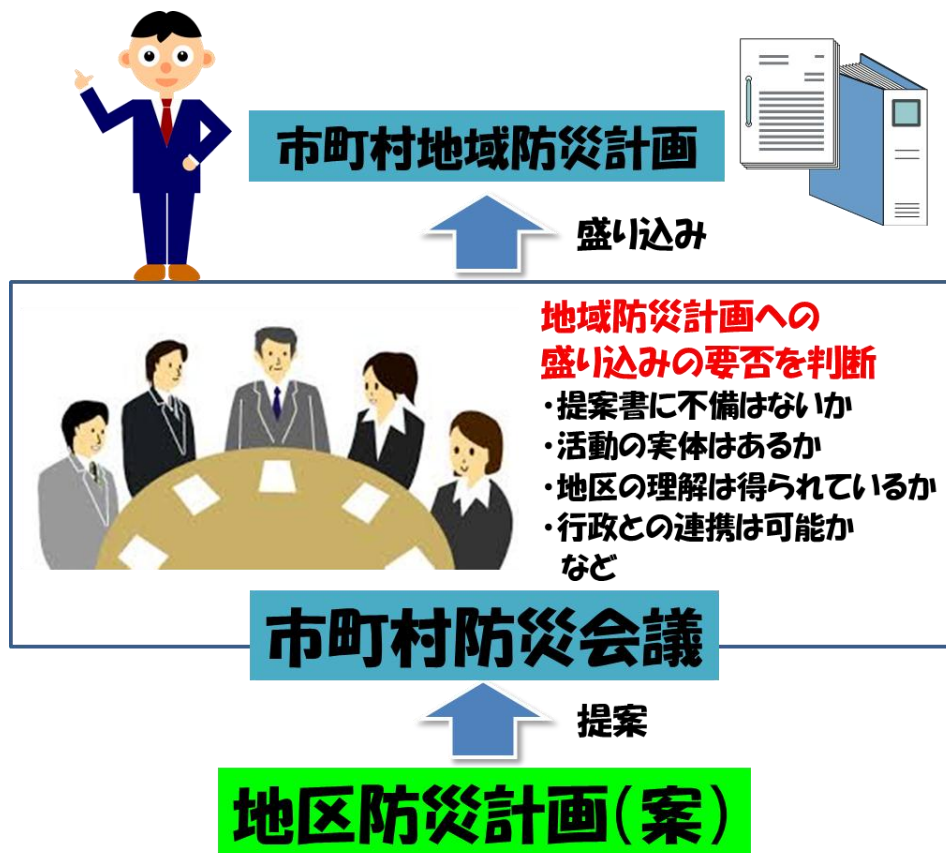 市町村地域防災計画
盛り込み
地域防災計画への
盛り込みの要否を判断
・提案書に不備はないか
・活動の実体はあるか
・地区の理解は得られているか
・行政との連携は可能か
など
市町村防災会議
提案
地区防災計画(案)